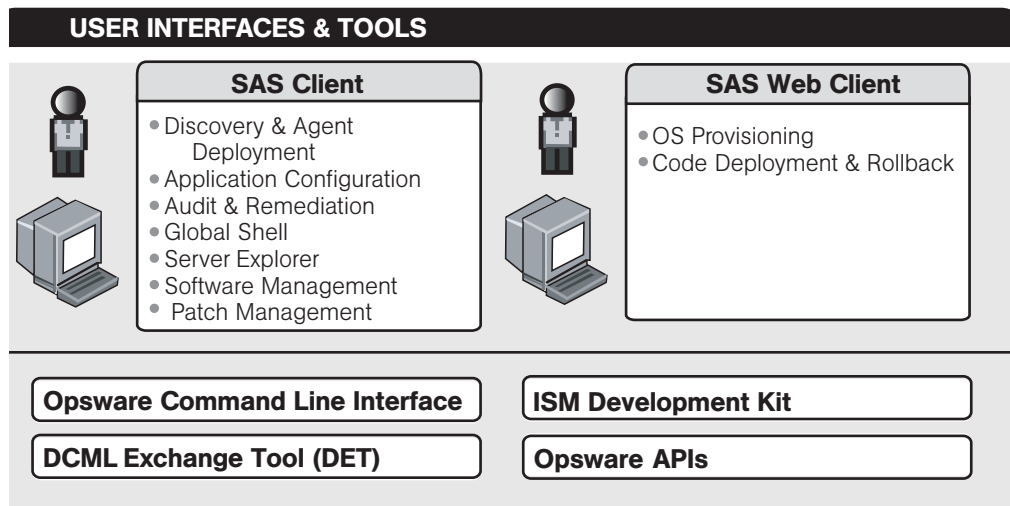 USER INTERFACES & TOOLS
SAS Client
• Discovery & Agent
Deployment
• Application Configuration
• Audit & Remediation
• Global Shell
• Server Explorer
• Software Management
• Patch Management
SAS Web Client
• OS Provisioning
• Code Deployment & Rollback
Opsware Command Line Interface
ISM Development Kit
DCML Exchange Tool (DET)
Opsware APIs